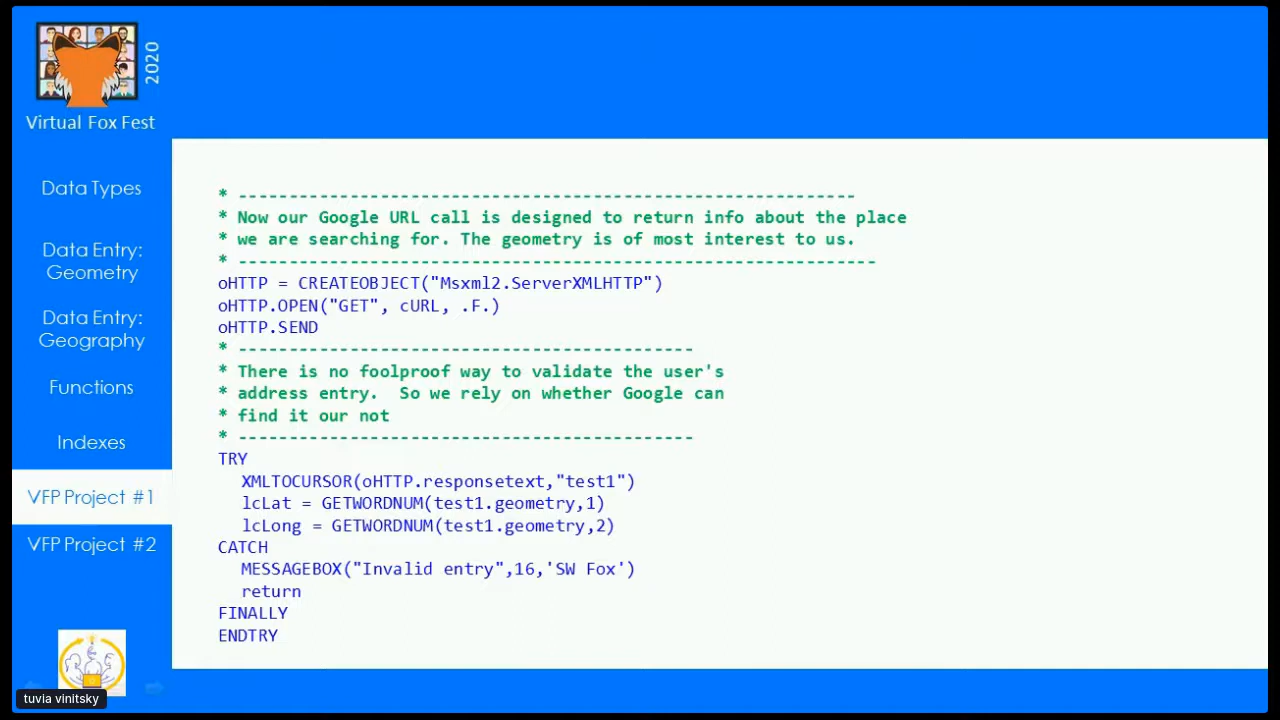 2020
Virtual Fox Fest
Data Types
Data Entry:
Geometry
Data Entry:
Geography
Functions
Indexes
VFP Project #1
VFP Project #2
tuvia vinitsky
* -------------------------------------------------------------
* Now our Google URL call is designed to return info about the place
* we are searching for. The geometry is of most interest to us.
* ---------------------------------------------------------------
oHTTP = CREATEOBJECT("Msxml2.ServerXMLHTTP")
oHTTP.OPEN("GET", cURL, .F.)
oHTTP.SEND
* ---------------------------------------------
* There is no foolproof way to validate the user's
* address entry.  So we rely on whether Google can
* find it our not
* ---------------------------------------------
TRY
XMLTOCURSOR(oHTTP.responsetext,"test1")
lcLat = GETWORDNUM(test1.geometry,1)
lcLong = GETWORDNUM(test1.geometry,2)
CATCH
MESSAGEBOX("Invalid entry",16,'SW Fox')
return
FINALLY
ENDTRY